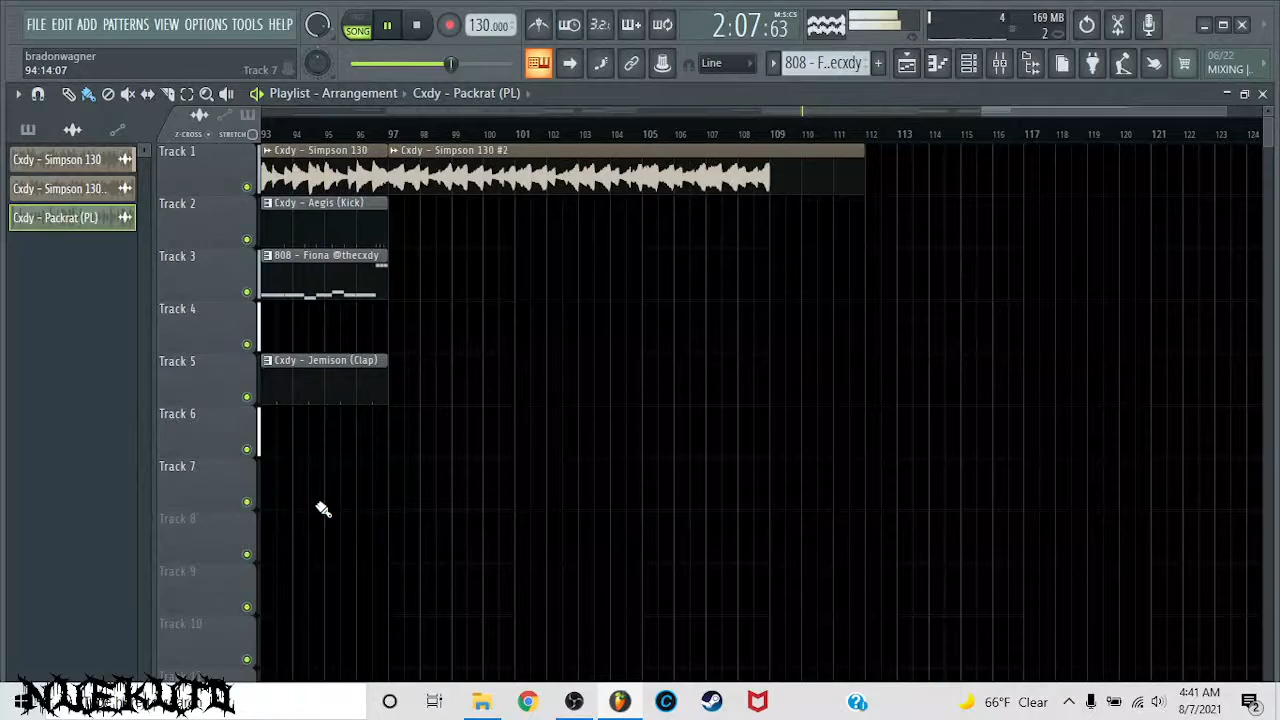 FILE EDIT ADD PATTERNS VIEW OPTIONS TOOLS HELP
SONG
130.000
3.2:
M:S:CS
2:07:63
4
169 MB
2
bradonwagner
94:14:07
Track 7
Line
808 - F..ecxdy
06/22
MIXING |..
Playlist - Arrangement
Cxdy - Packrat (PL)
Z-CROSS
STRETCH
93 94 95 96 97 98 99 100 101 102 103 104 105 106 107 108 109 110 111 112 113 114 115 116 117 118 119 120 121 122 123 124
Cxdy - Simpson 130
Cxdy - Simpson 130..
Cxdy - Packrat (PL)
Track 1
Cxdy - Simpson 130
Cxdy - Simpson 130 #2
Track 2
Cxdy - Aegis (Kick)
Track 3
808 - Fiona @thecxdy
Track 4
Track 5
Cxdy - Jemison (Clap)
Track 6
Track 7
Track 8
Track 9
Track 10
66°F Clear
4:41 AM
8/7/2021
2